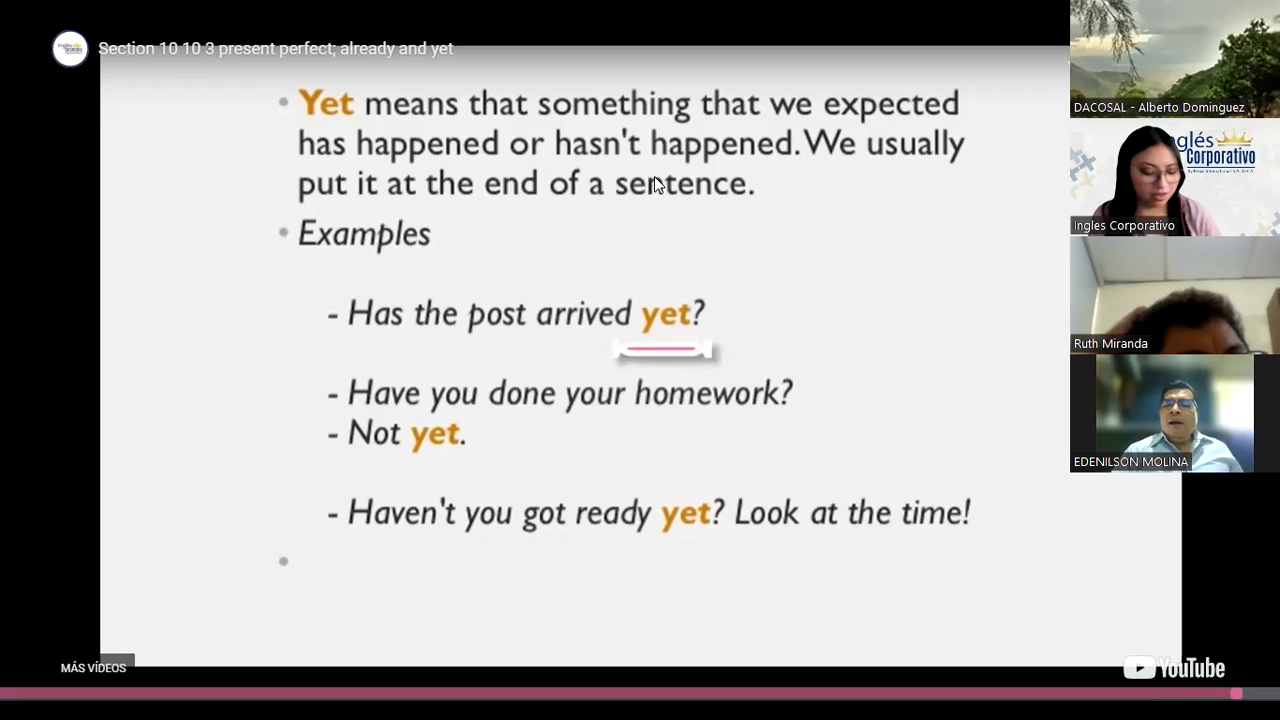 Section 10 10 3 present perfect; already and yet
Yet means that something that we expected
has happened or hasn't happened. We usually
put it at the end of a sentence.
Examples
- Has the post arrived yet?
- Have you done your homework?
- Not yet.
- Haven't you got ready yet? Look at the time!
MÁS VÍDEOS
YouTube
DACOSAL - Alberto Dominguez
Inglés
Corporativo
Ingles Corporativo
Ruth Miranda
EDENILSON MOLINA